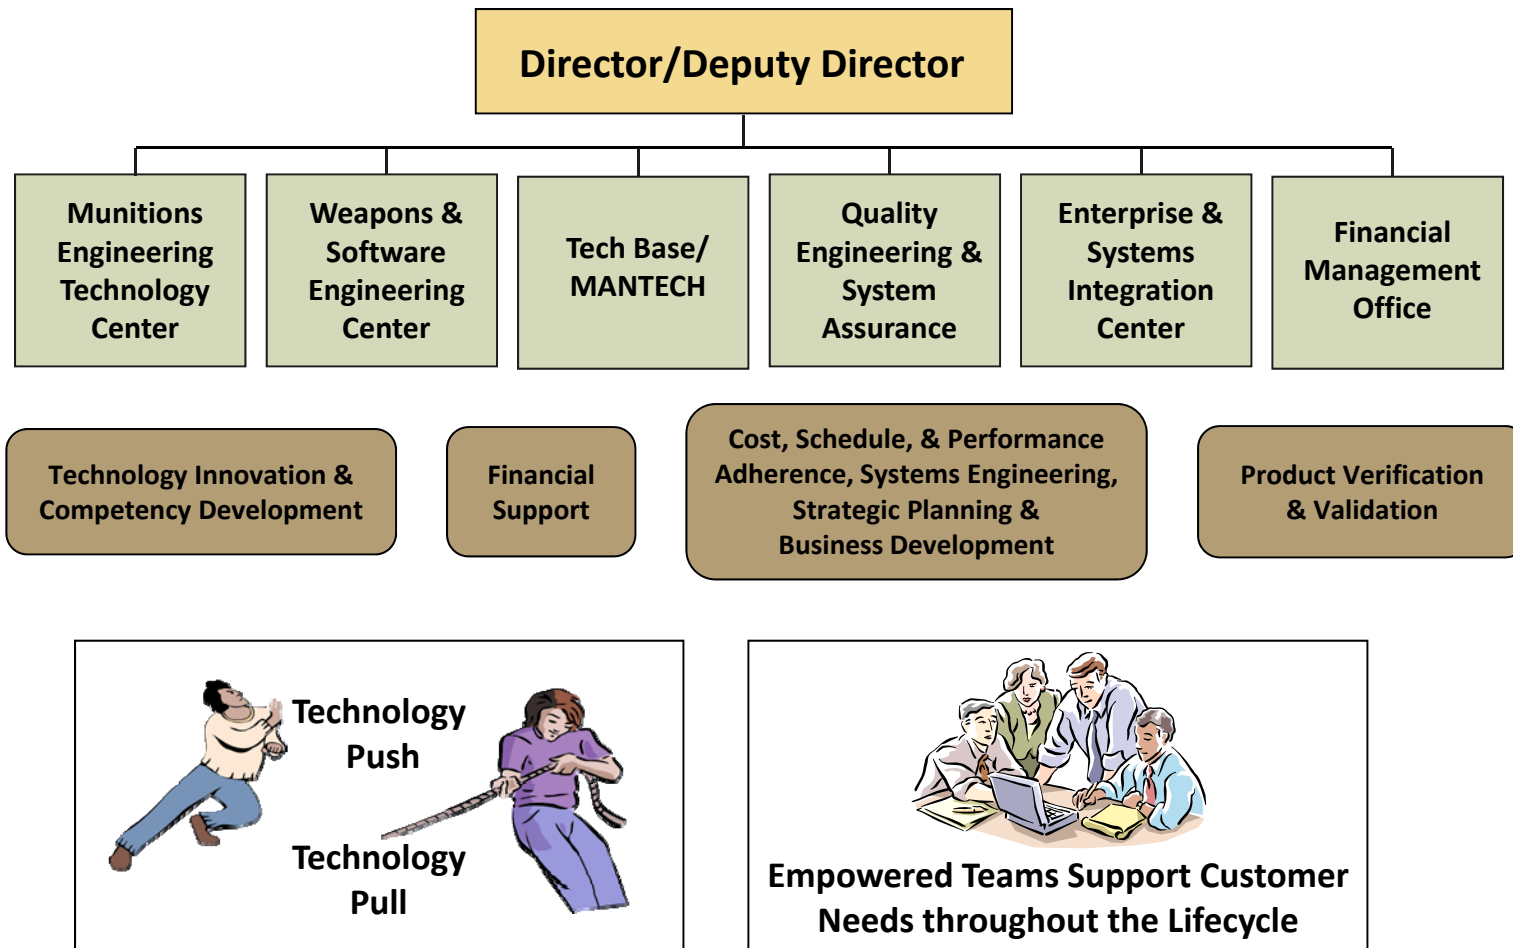 Director/Deputy Director
Munitions
Engineering
Technology
Center
Weapons &
Software
Engineering
Center
Tech Base/
MANTECH
Quality
Engineering &
System
Assurance
Enterprise &
Systems
Integration
Center
Financial
Management
Office
Technology Innovation &
Competency Development
Financial
Support
Cost, Schedule, & Performance
Adherence, Systems Engineering,
Strategic Planning &
Business Development
Product Verification
& Validation
Technology
Push
Technology
Pull
Empowered Teams Support Customer
Needs throughout the Lifecycle